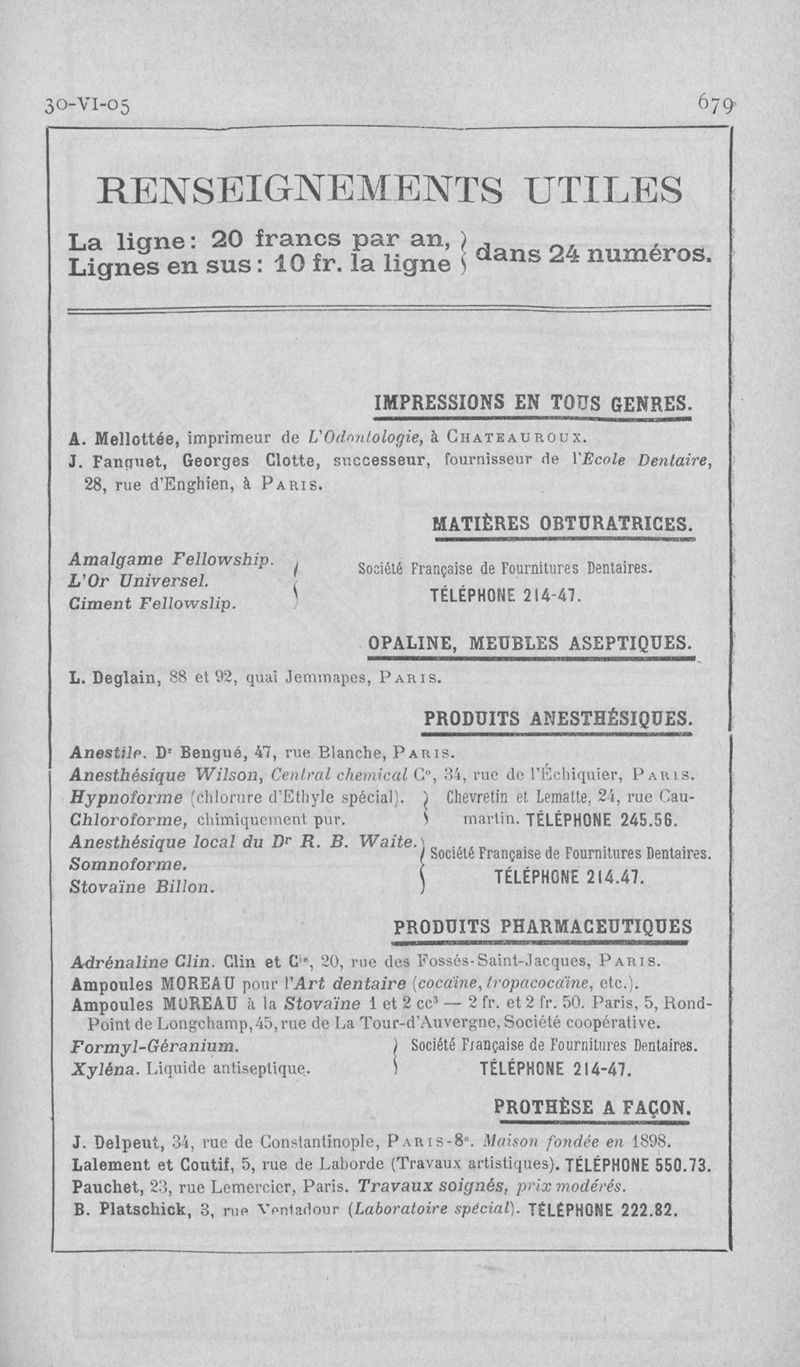 30-VI-05 679
RENSEIGNEMENTS UTILES
La ligne: 20 francs par an, } dans 24 numéros.
Lignes en sus: 10 fr. la ligne
IMPRESSIONS EN TOUS GENRES.
A. Mellottée, imprimeur de L'Odontologie, à CHATEAUROUX.
J. Fanquet, Georges Clotte, successeur, fournisseur de l'École Dentaire,
28, rue d'Enghien, à PARIS.
MATIÈRES OBTURATRICES.
Amalgame Fellowship.
L'Or Universel.
Ciment Fellowslip.
Société Française de Fournitures Dentaires.
TÉLÉPHONE 214-47.
OPALINE, MEUBLES ASEPTIQUES.
L. Deglain, 88 et 92, quai Jemmapes, PARIS.
PRODUITS ANESTHÉSIQUES.
Anestile. Dr Bengué, 47, rue Blanche, PARIS.
Anesthésique Wilson, Central chemical Co, 34, rue de l'Échiquier, PARIS.
Hypnoforme (chlorure d'Ethyle spécial). } Chevretin et Lematte, 24, rue Cau-
Chloroforme, chimiquement pur. martin. TÉLÉPHONE 245.56.
Anesthésique local du Dr R. B. Waite.
Somnoforme.
Stovaïne Billon.
Société Française de Fournitures Dentaires.
TÉLÉPHONE 214.47.
PRODUITS PHARMACEUTIQUES
Adrénaline Clin. Clin et Cie, 20, rue des Fossés-Saint-Jacques, PARIS.
Ampoules MOREAU pour l'Art dentaire (cocaïne, tropacocaïne, etc.).
Ampoules MOREAU à la Stovaïne 1 et 2 cc³ — 2 fr. et 2 fr. 50. Paris, 5, Rond-
Point de Longchamp, 45, rue de La Tour-d'Auvergne, Société coopérative.
Formyl-Géranium. } Société Française de Fournitures Dentaires.
Xyléna. Liquide antiseptique. TÉLÉPHONE 214-47.
PROTHÈSE A FAÇON.
J. Delpeut, 34, rue de Constantinople, PARIS-8e. Maison fondée en 1898.
Lalement et Coutif, 5, rue de Laborde (Travaux artistiques). TÉLÉPHONE 550.73.
Pauchet, 23, rue Lemercier, Paris. Travaux soignés, prix modérés.
B. Platschick, 3, rue Ventadour (Laboratoire spécial). TÉLÉPHONE 222.82.